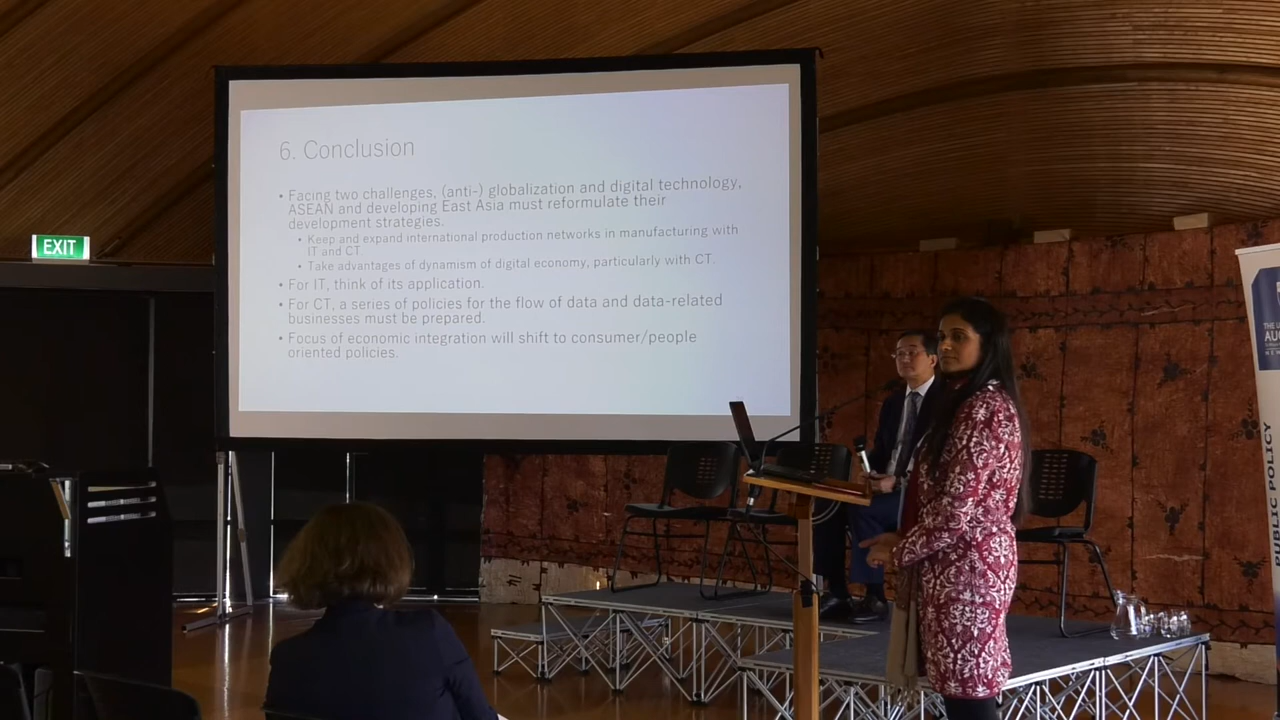 6. Conclusion
• Facing two challenges, (anti-) globalization and digital technology,
ASEAN and developing East Asia must reformulate their
development strategies.
• Keep and expand international production networks in manufacturing with
IT and CT
• Take advantages of dynamism of digital economy, particularly with CT.
• For IT, think of its application.
• For CT, a series of policies for the flow of data and data-related
businesses must be prepared.
• Focus of economic integration will shift to consumer/people
oriented policies.
EXIT
PUBLIC POLICY